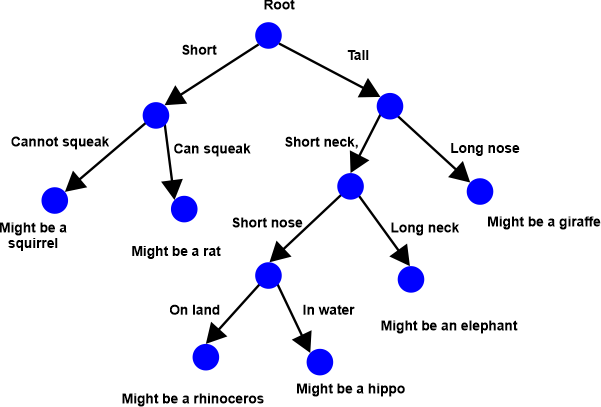 Root
Short
Tall
Cannot squeak
Can squeak
Short neck,
Long nose
Might be a
squirrel
Might be a rat
Short nose
Long neck
Might be a giraffe
On land
In water
Might be an elephant
Might be a rhinoceros
Might be a hippo